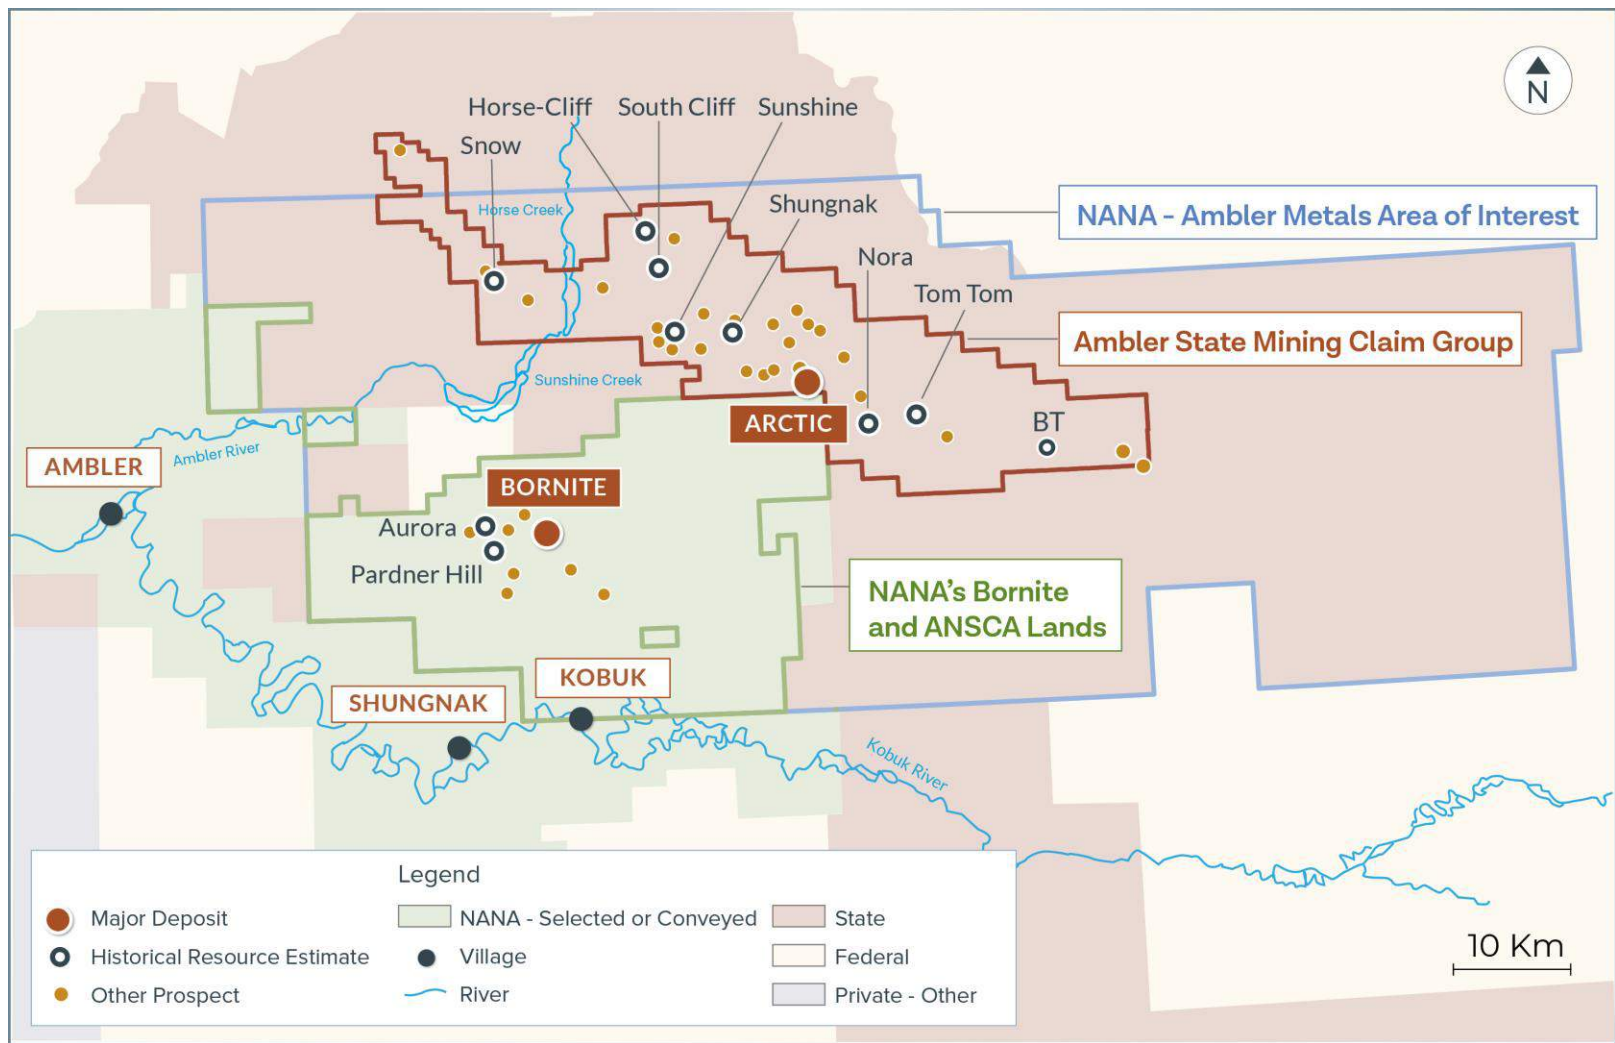 N
Horse-Cliff
South Cliff
Sunshine
Snow
Shungnak
Horse Creek
NANA - Ambler Metals Area of Interest
Nora
Tom Tom
Ambler State Mining Claim Group
Sunshine Creek
ARCTIC
BT
Ambler River
AMBLER
BORNITE
Aurora
Pardner Hill
NANA's Bornite
and ANSCA Lands
KOBUK
SHUNGNAK
Kobuk River
Legend
Major Deposit
Historical Resource Estimate
Other Prospect
NANA - Selected or Conveyed
Village
River
State
Federal
Private - Other
10 Km